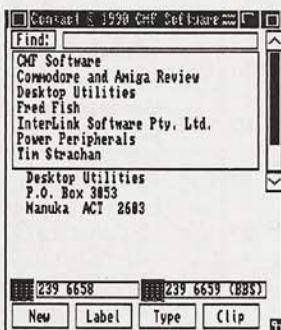 Contact © 1990 CMF Software
Find:
CMF Software
Commodore and Amiga Review
Desktop Utilities
Fred Fish
InterLink Software Pty. Ltd.
Power Peripherals
Tim Strachan
Desktop Utilities
P.O. Box 3053
Manuka ACT 2603
239 6658
239 6659 (BBS)
New
Label
Type
Clip